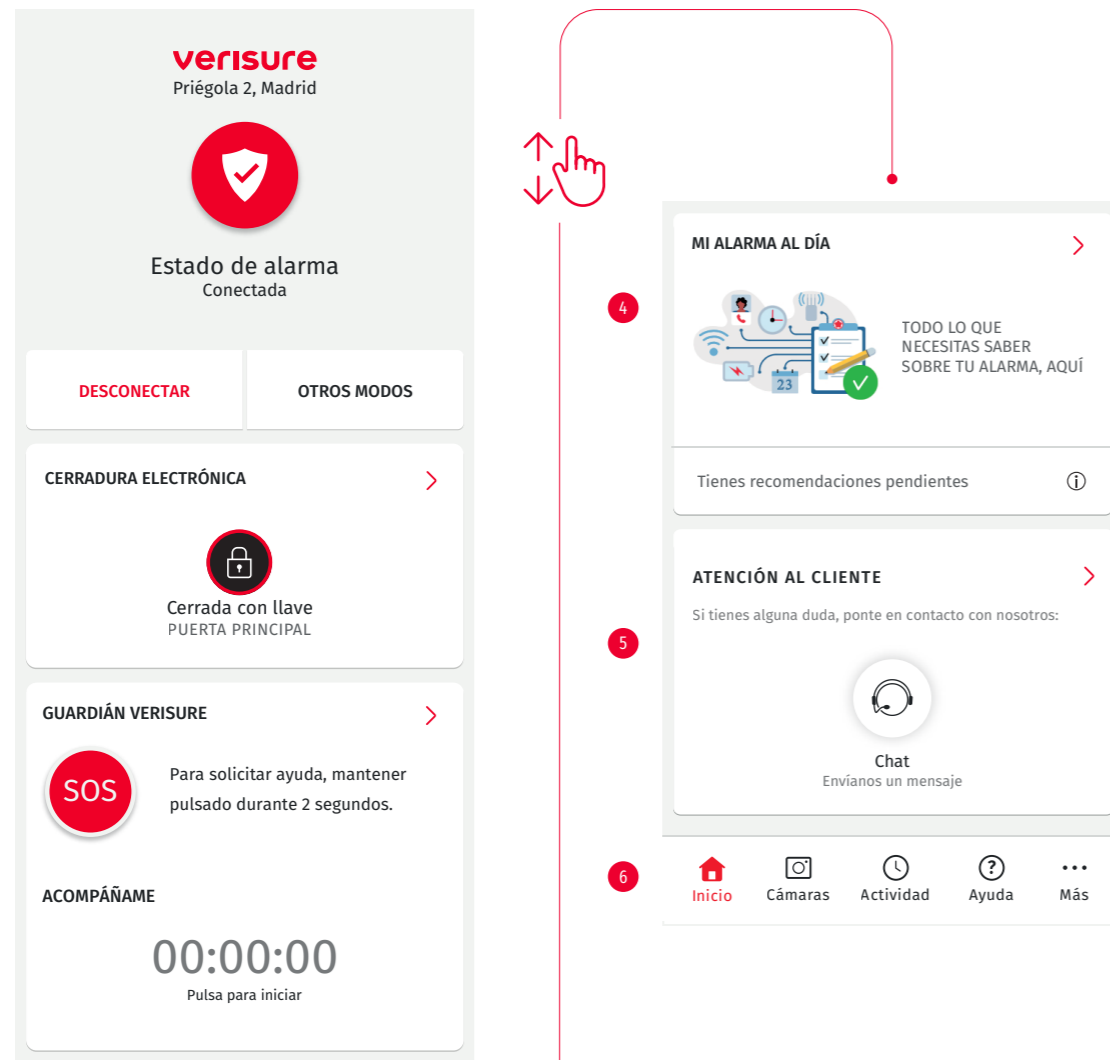 verisure
Priégola 2, Madrid
Estado de alarma
Conectada
DESCONECTAR
OTROS MODOS
CERRADURA ELECTRÓNICA
Cerrada con llave
PUERTA PRINCIPAL
GUARDIÁN VERISURE
SOS
Para solicitar ayuda, mantener
pulsado durante 2 segundos.
ACOMPÁÑAME
00:00:00
Pulsa para iniciar
MI ALARMA AL DÍA
4
23
TODO LO QUE
NECESITAS SABER
SOBRE TU ALARMA, AQUÍ
Tienes recomendaciones pendientes
ATENCIÓN AL CLIENTE
Si tienes alguna duda, ponte en contacto con nosotros:
5
Chat
Envíanos un mensaje
6
Inicio
Cámaras
Actividad
Ayuda
Más